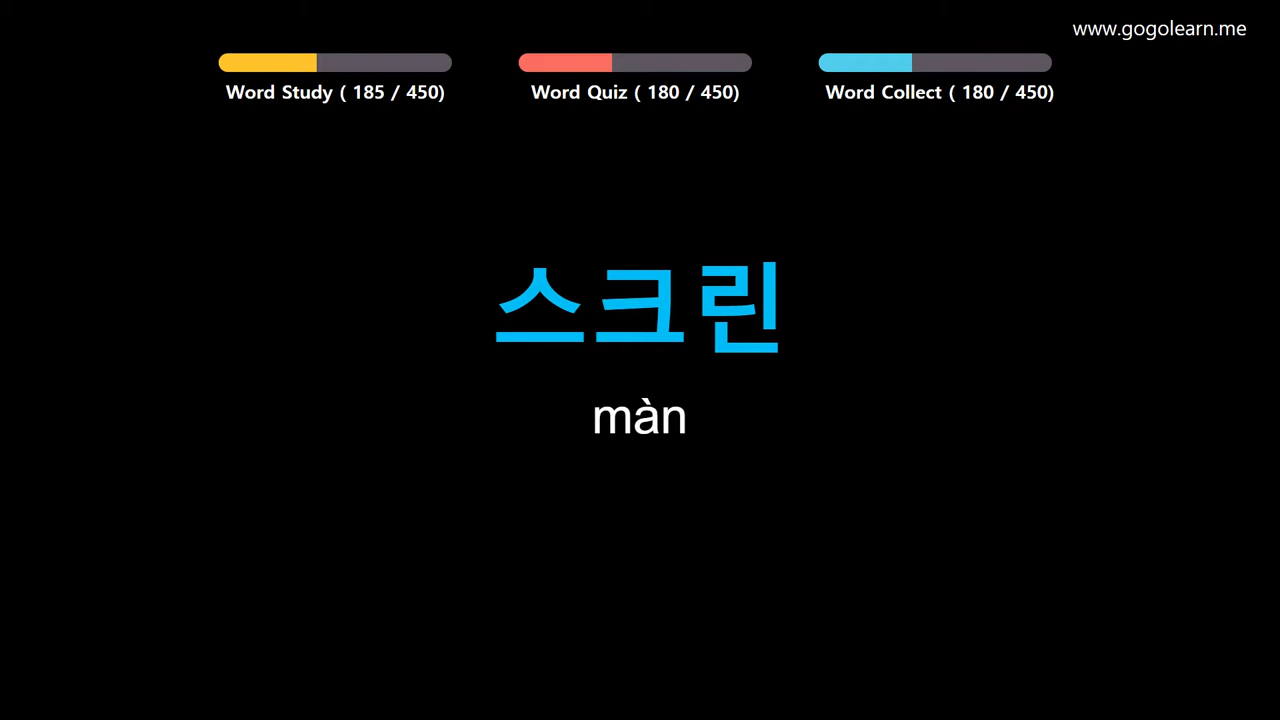 www.gogolearn.me
Word Study ( 185 / 450)
Word Quiz ( 180 / 450)
Word Collect ( 180 / 450)
스크린
màn